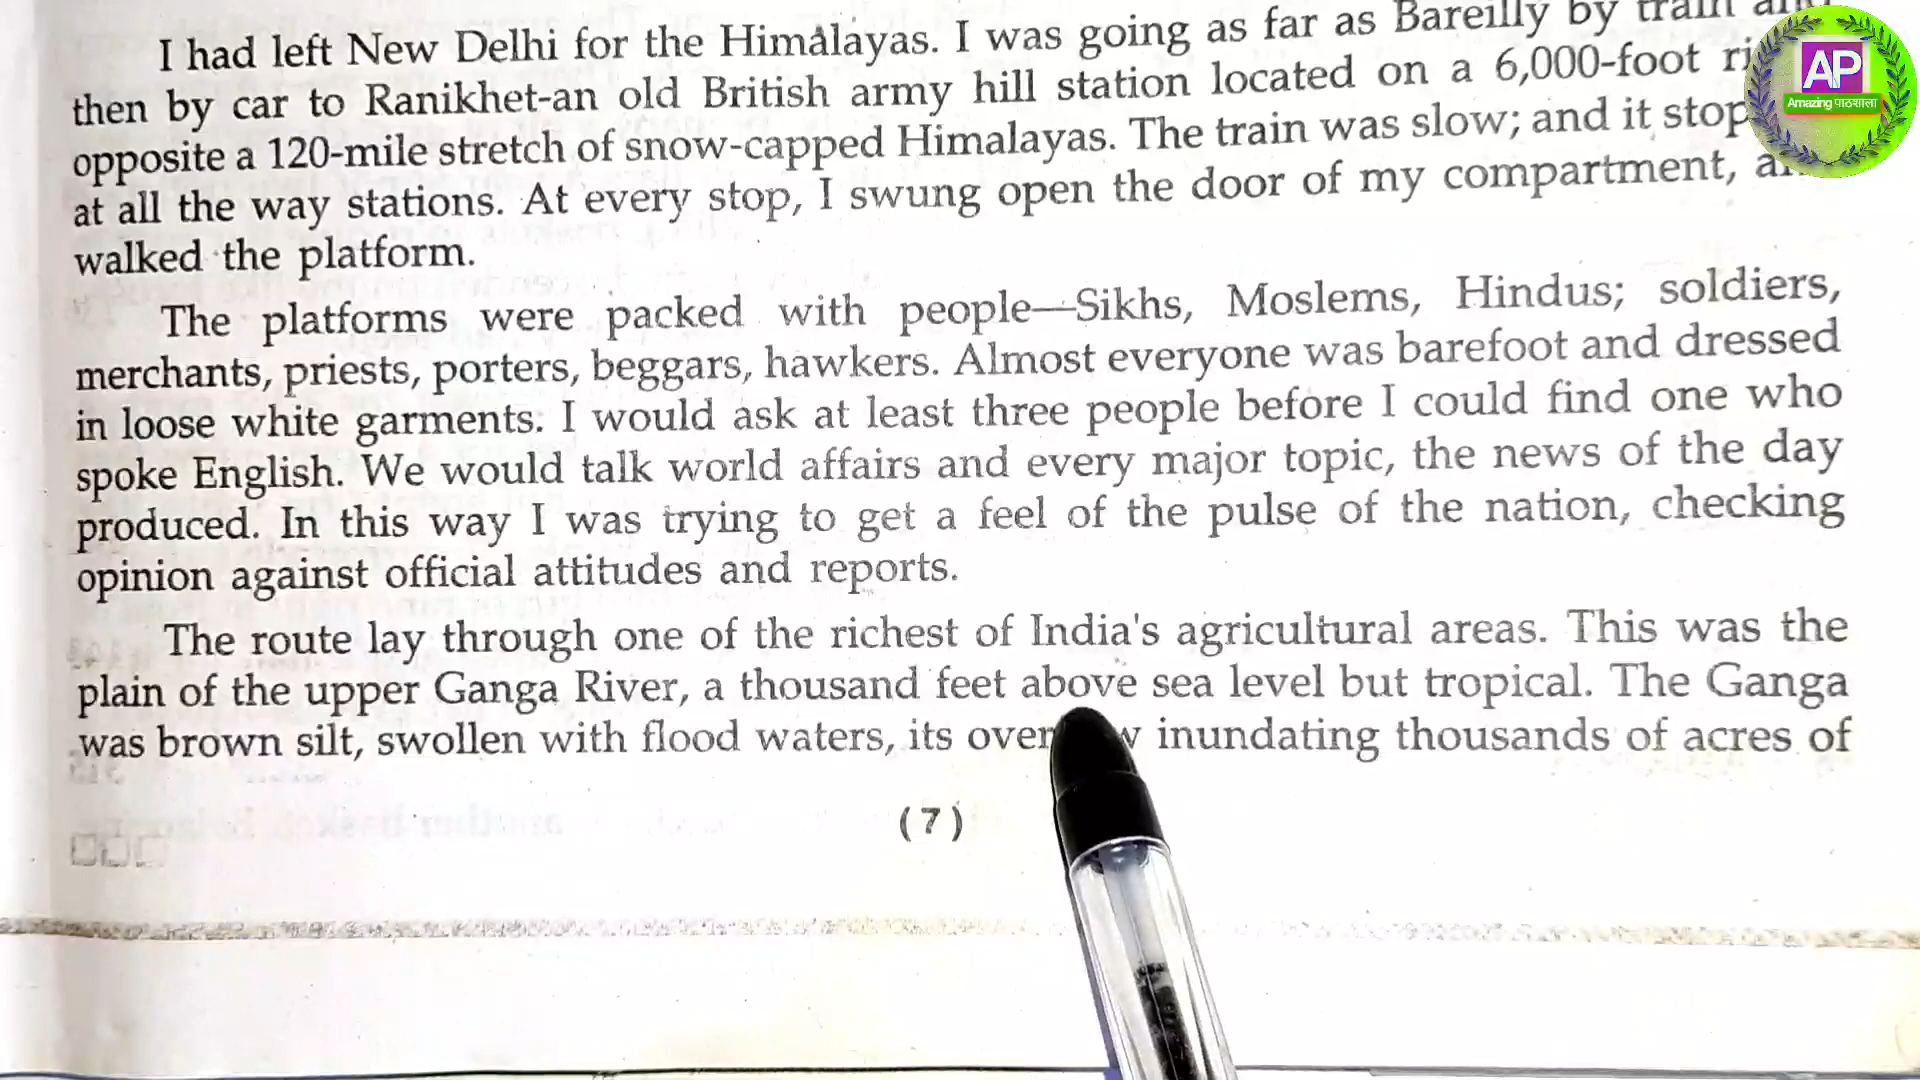 I had left New Delhi for the Himalayas. I was going as far as Bareilly by train
then by car to Ranikhet-an old British army hill station located on a 6,000-foot
opposite a 120-mile stretch of snow-capped Himalayas. The train was slow; and it
at all the way stations. At every stop, I swung open the door of my compartment,
walked the platform.
The platforms were packed with people—Sikhs, Moslems, Hindus; soldiers,
merchants, priests, porters, beggars, hawkers. Almost everyone was barefoot and dressed
in loose white garments. I would ask at least three people before I could find one who
spoke English. We would talk world affairs and every major topic, the news of the day
produced. In this way I was trying to get a feel of the pulse of the nation, checking
opinion against official attitudes and reports.
The route lay through one of the richest of India's agricultural areas. This was the
plain of the upper Ganga River, a thousand feet above sea level but tropical. The Ganga
was brown silt, swollen with flood waters, its inundating thousands of acres of
(7)
AP
Amazing पाठशाला